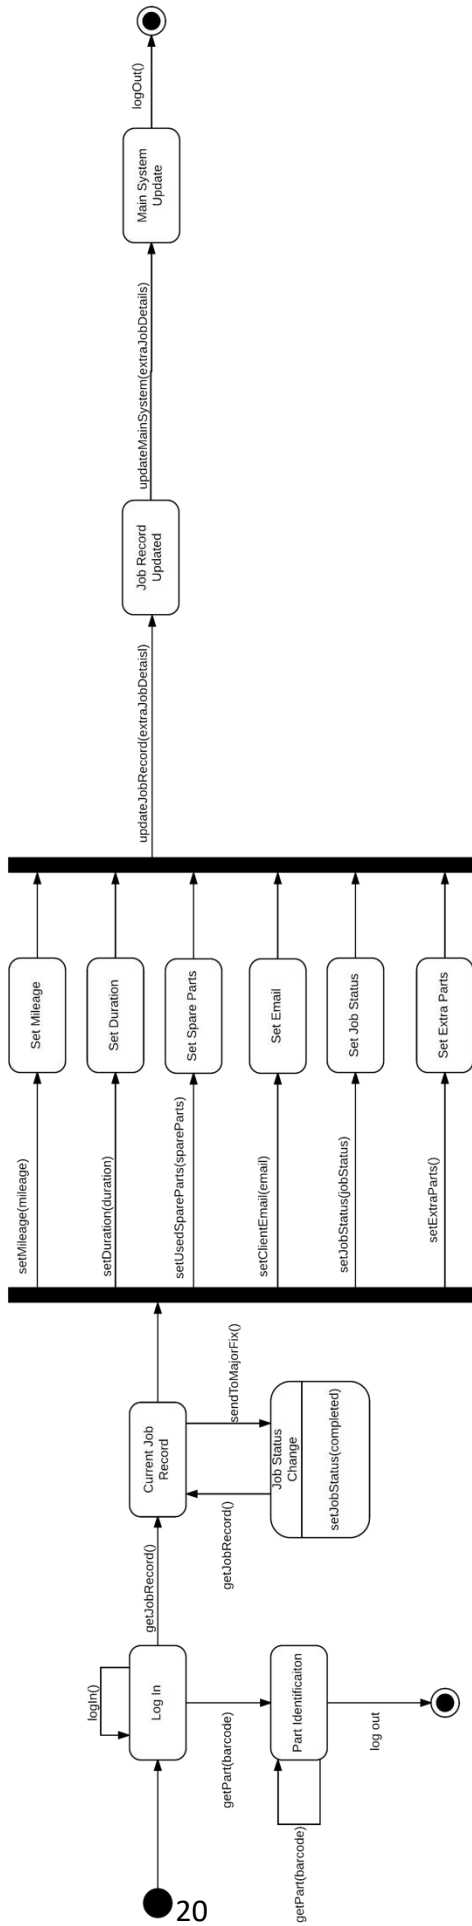 20
logIn()
Log In
getPart(barcode)
getPart(barcode)
Part Identificaiton
log out
getJobRecord()
Current Job
Record
sendToMajorFix()
getJobRecord()
Job Status
Change
setJobStatus(completed)
setMileage(mileage)
Set Mileage
setDuration(duration)
Set Duration
setUsedSpareParts(spareParts)
Set Spare Parts
setClientEmail(email)
Set Email
setJobStatus(jobStatus)
Set Job Status
setExtraParts()
Set Extra Parts
updateJobRecord(extraJobDetaisl)
Job Record
Updated
updateMainSystem(extraJobDetails)
Main System
Update
logOut()